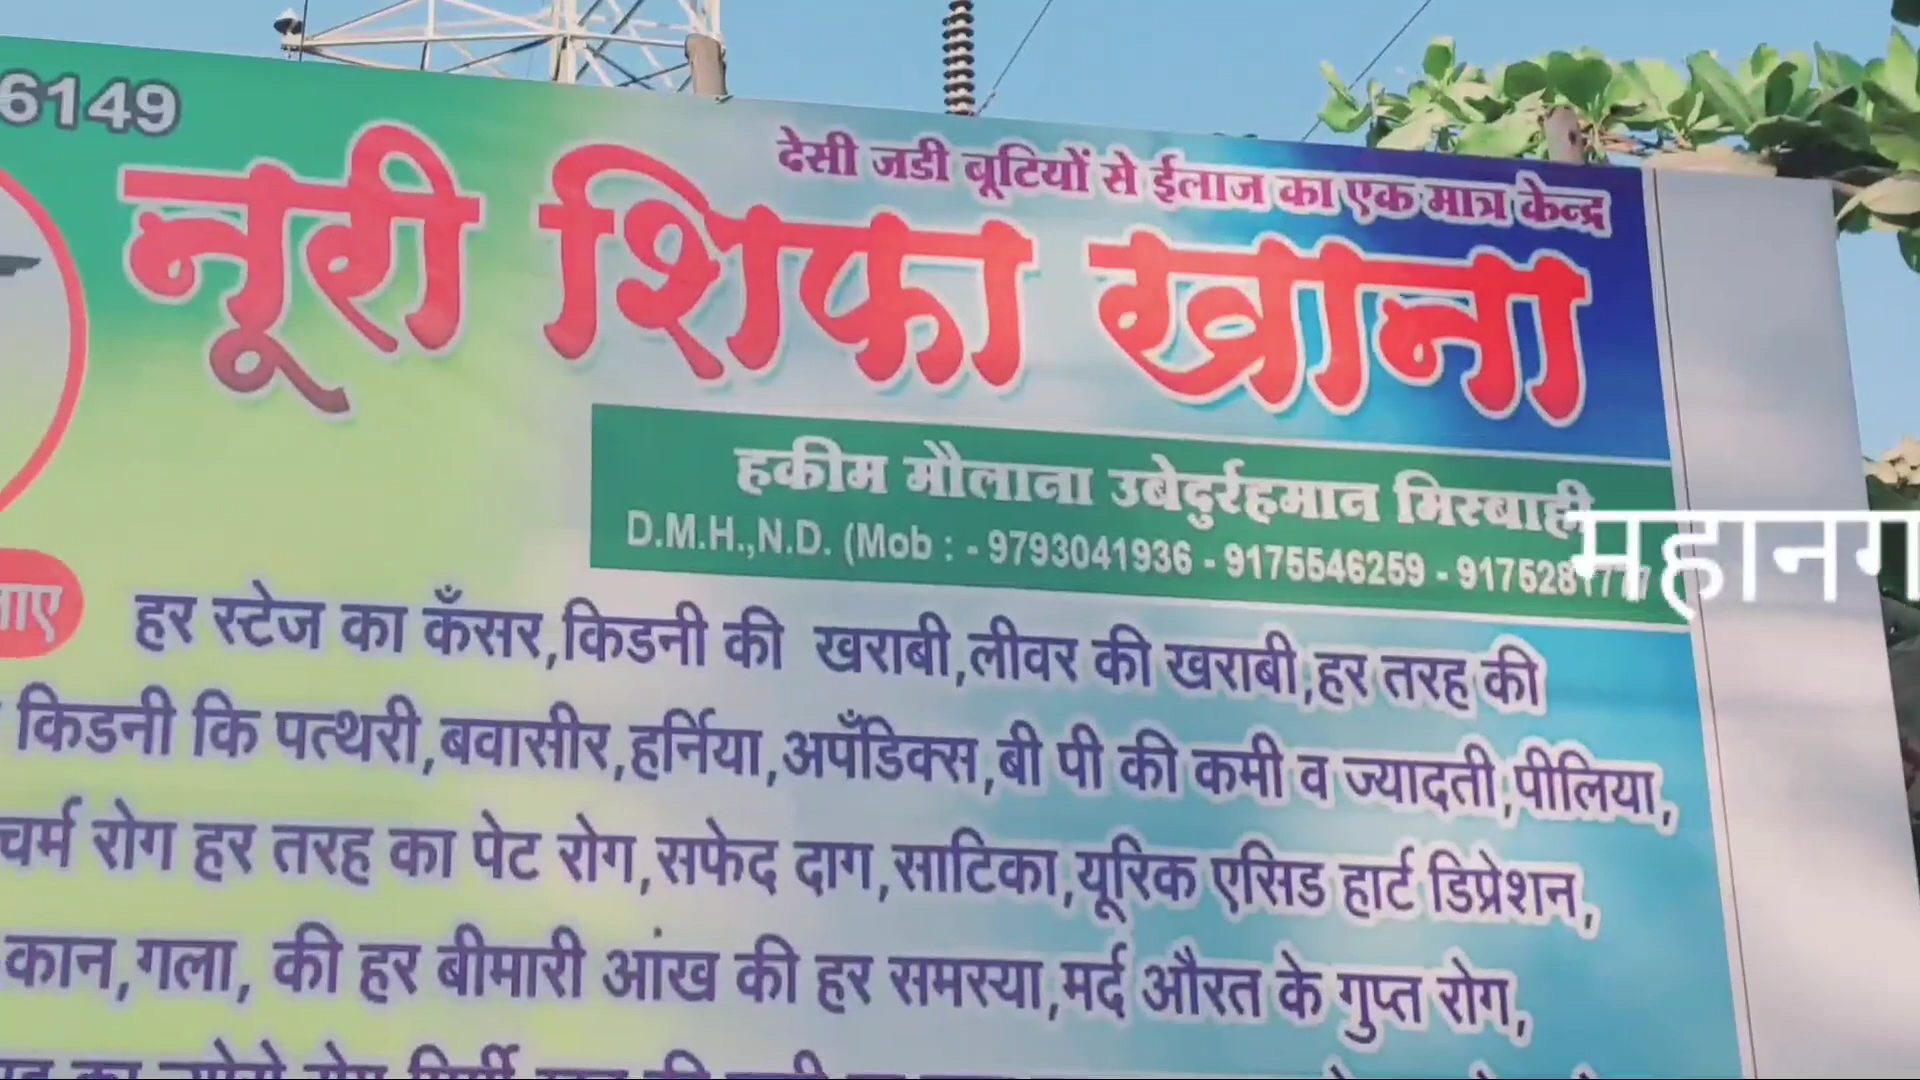 6149
देसी जडी बूटियों से ईलाज का एक मात्र केन्द्र
नूरी शिफा खाना
हकीम मौलाना उबेदुर्रहमान मिस्बाही
D.M.H.,N.D. (Mob : - 9793041936 - 9175546259 -
महानग
हर स्टेज का कँसर,किडनी की खराबी,लीवर की खराबी,हर तरह की
किडनी कि पत्थरी,बवासीर,हर्निया,अपँडिक्स,बी पी की कमी व ज्यादती,पीलिया,
चर्म रोग हर तरह का पेट रोग,सफेद दाग,साटिका,यूरिक एसिड हार्ट डिप्रेशन,
कान,गला, की हर बीमारी आंख की हर समस्या,मर्द औरत के गुप्त रोग,